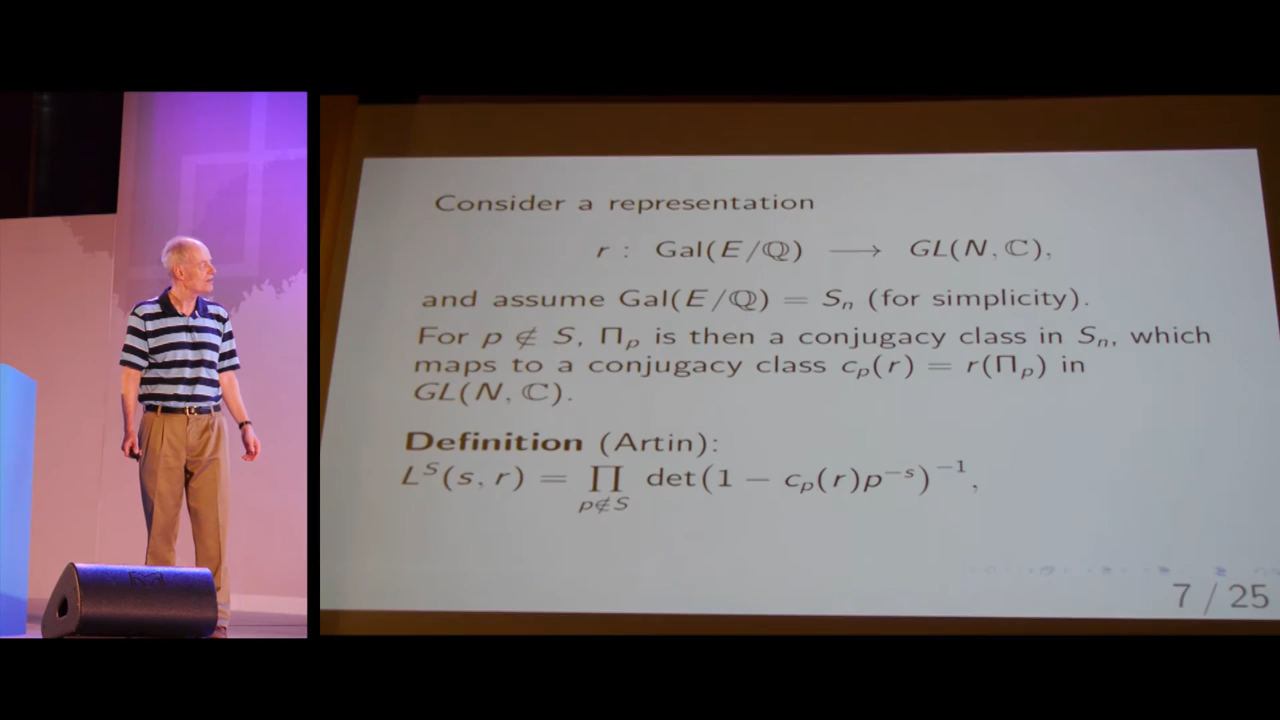 Consider a representation
r : Gal(E/ℚ) ⟶ GL(N, ℂ),
and assume Gal(E/ℚ) = Sₙ (for simplicity).
For p ∉ S, Πₚ is then a conjugacy class in Sₙ, which
maps to a conjugacy class cₚ(r) = r(Πₚ) in
GL(N, ℂ).
Definition (Artin):
Lˢ(s, r) = ∏ det(1 − cₚ(r)p⁻ˢ)⁻¹,
p∉S
7 / 25